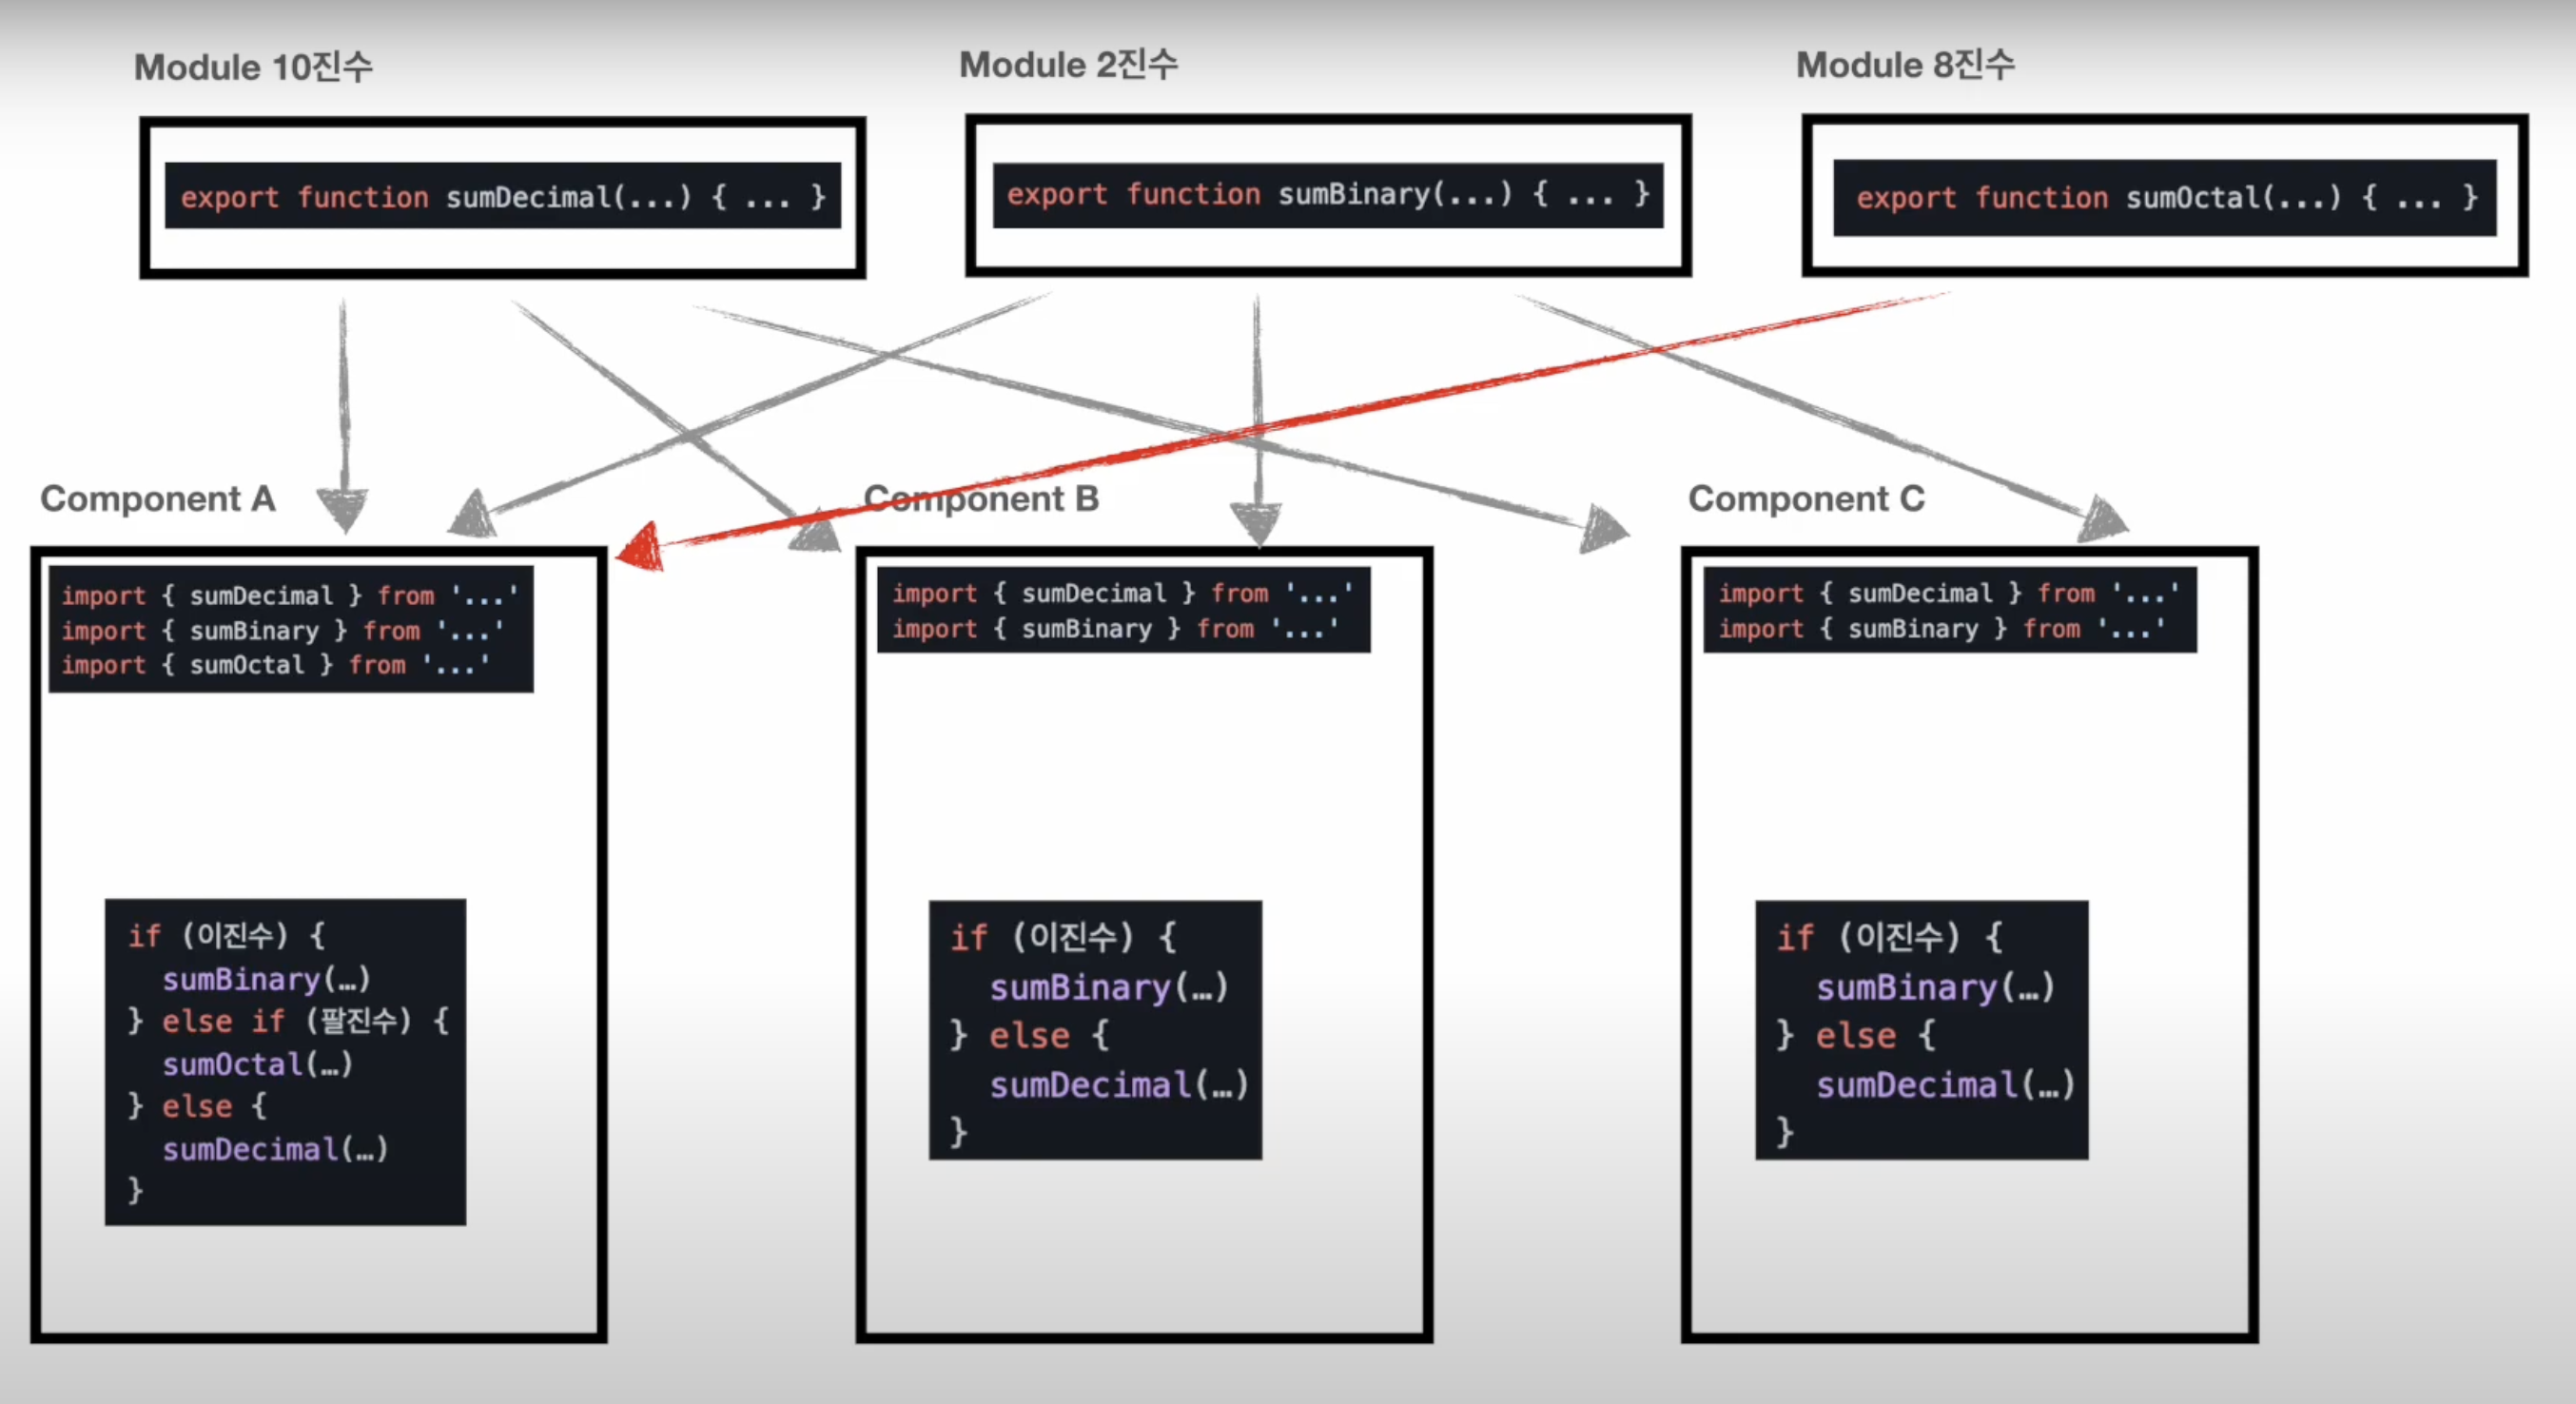 Module 10진수
Module 2진수
Module 8진수
export function sumDecimal(...) { ... }
export function sumBinary(...) { ... }
export function sumOctal(...) { ... }
Component A
Component B
Component C
import { sumDecimal } from '...'
import { sumBinary } from '...'
import { sumOctal } from '...'
if (이진수) {
  sumBinary(…)
} else if (팔진수) {
  sumOctal(…)
} else {
  sumDecimal(…)
}
import { sumDecimal } from '...'
import { sumBinary } from '...'
if (이진수) {
  sumBinary(…)
} else {
  sumDecimal(…)
}
import { sumDecimal } from '...'
import { sumBinary } from '...'
if (이진수) {
  sumBinary(…)
} else {
  sumDecimal(…)
}